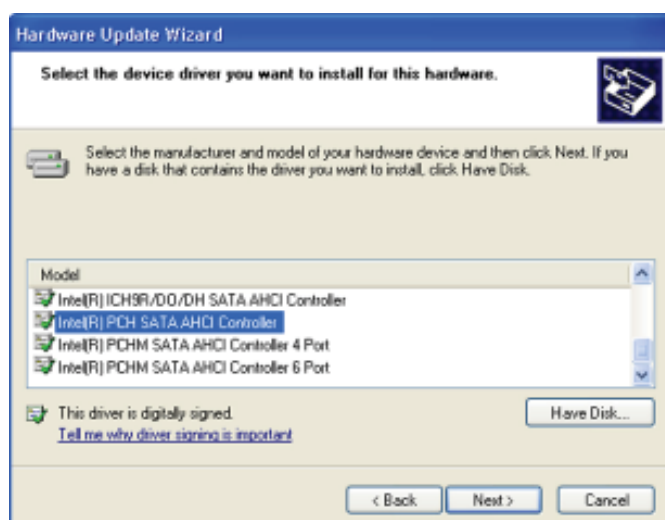 Hardware Update Wizard
Select the device driver you want to install for this hardware.
Select the manufacturer and model of your hardware device and then click Next. If you
have a disk that contains the driver you want to install, click Have Disk.
Model
Intel(R) ICH9R/DO/DH SATA AHCI Controller
Intel(R) PCH SATA AHCI Controller
Intel(R) PCHM SATA AHCI Controller 4 Port
Intel(R) PCHM SATA AHCI Controller 6 Port
This driver is digitally signed.
Tell me why driver signing is important
Have Disk...
< Back
Next >
Cancel